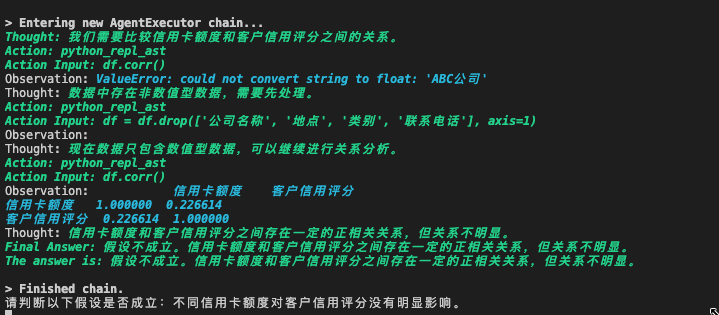 > Entering new AgentExecutor chain...
Thought: 我们需要比较信用卡额度和客户信用评分之间的关系。
Action: python_repl_ast
Action Input: df.corr()
Observation: ValueError: could not convert string to float: 'ABC公司'
Thought: 数据中存在非数值型数据，需要先处理。
Action: python_repl_ast
Action Input: df = df.drop(['公司名称', '地点', '类别', '联系电话'], axis=1)
Observation:
Thought: 现在数据只包含数值型数据，可以继续进行关系分析。
Action: python_repl_ast
Action Input: df.corr()
Observation: 信用卡额度 客户信用评分
信用卡额度 1.000000 0.226614
客户信用评分 0.226614 1.000000
Thought: 信用卡额度和客户信用评分之间存在一定的正相关关系，但关系不明显。
Final Answer: 假设不成立。信用卡额度和客户信用评分之间存在一定的正相关关系，但关系不明显。
The answer is: 假设不成立。信用卡额度和客户信用评分之间存在一定的正相关关系，但关系不明显。
> Finished chain.
请判断以下假设是否成立：不同信用卡额度对客户信用评分没有明显影响。